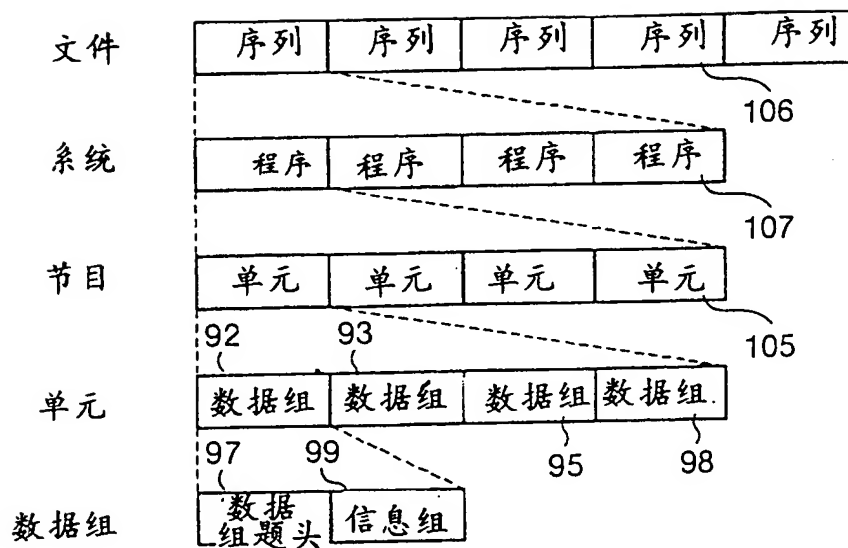 文件 序列 序列 序列 序列 序列
106
系统 程序 程序 程序 程序
107
节目 单元 单元 单元 单元
105
92 93
单元 数据组 数据组 数据组 数据组
97 99 95 98
数据组 数据 信息组
组题头